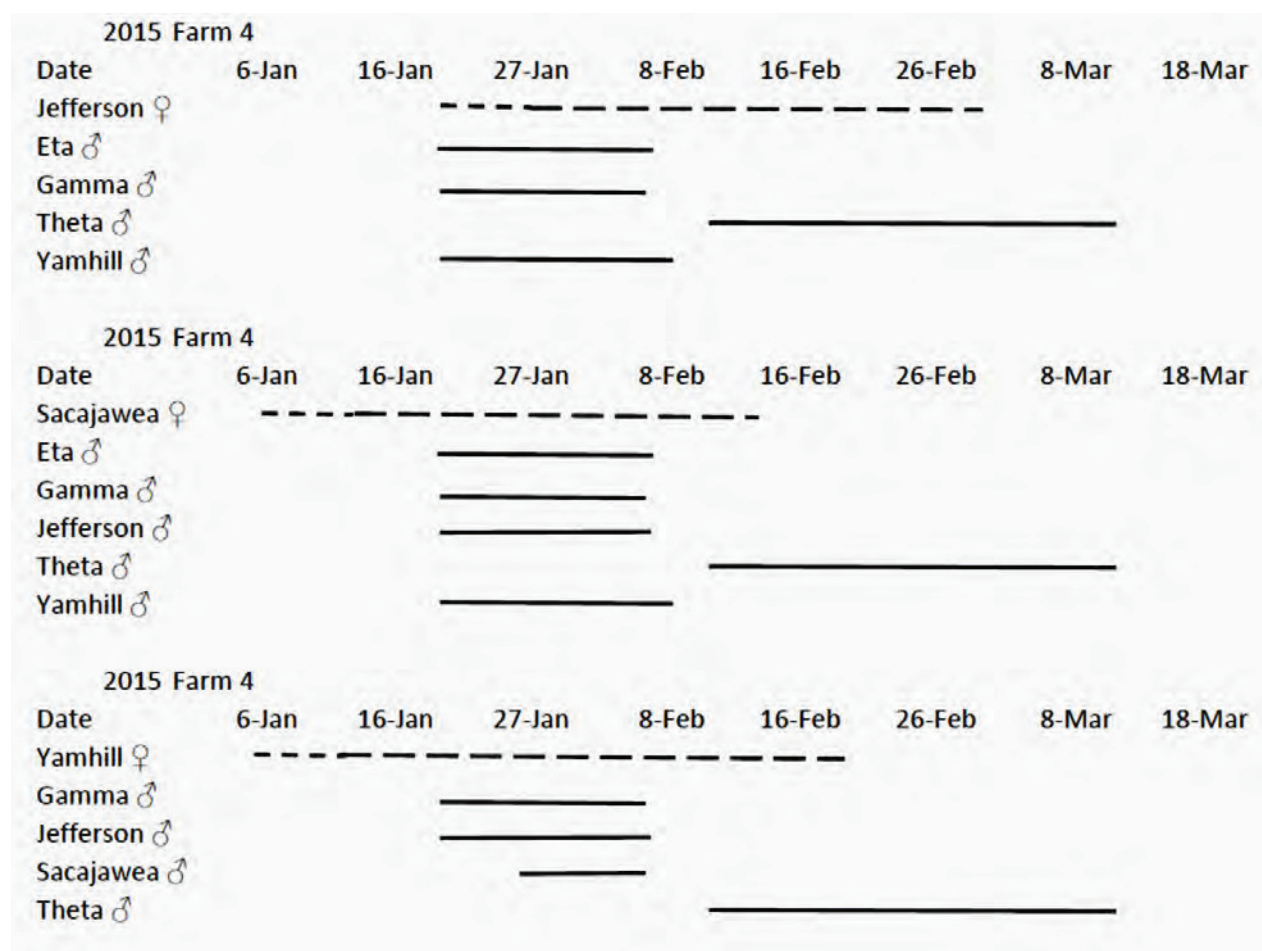 2015 Farm 4
Date 6-Jan 16-Jan 27-Jan 8-Feb 16-Feb 26-Feb 8-Mar 18-Mar
Jefferson ♀
Eta ♂
Gamma ♂
Theta ♂
Yamhill ♂
2015 Farm 4
Date 6-Jan 16-Jan 27-Jan 8-Feb 16-Feb 26-Feb 8-Mar 18-Mar
Sacajawea ♀
Eta ♂
Gamma ♂
Jefferson ♂
Theta ♂
Yamhill ♂
2015 Farm 4
Date 6-Jan 16-Jan 27-Jan 8-Feb 16-Feb 26-Feb 8-Mar 18-Mar
Yamhill ♀
Gamma ♂
Jefferson ♂
Sacajawea ♂
Theta ♂